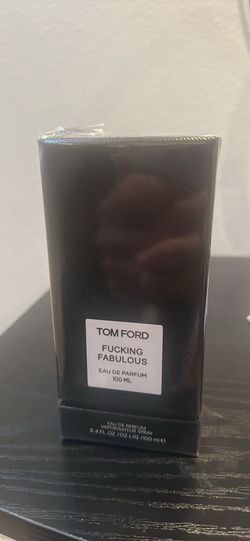 TOM FORD
FUCKING
FABULOUS
EAU DE PARFUM
100 ML
EAU DE PARFUM
VAPORISATEUR SPRAY
3.4 FL. OZ./OZ LIQ./100 ml ℮